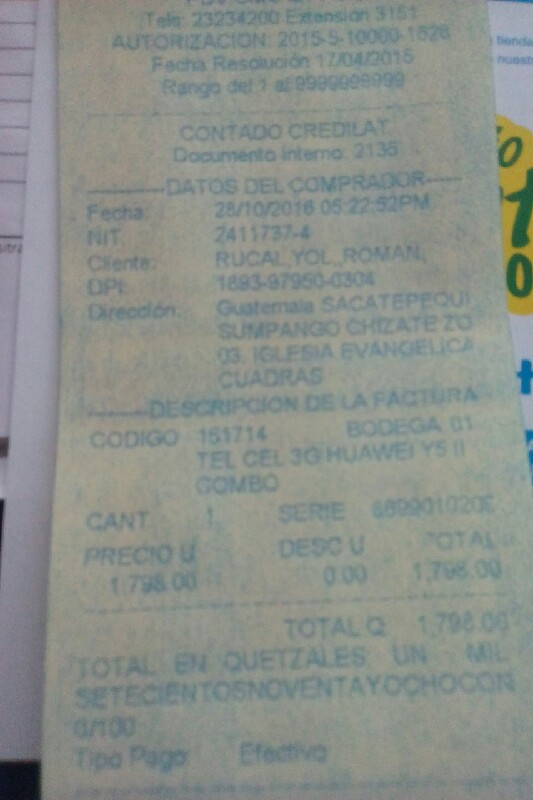 Tels: 23234200 Extensión 3151
AUTORIZACION: 2015-5-10000-1628
Fecha Resolución 17/04/2015
Rango del 1 al 9999999999
CONTADO CREDILAT
Documento interno: 2135
----------DATOS DEL COMPRADOR-----
Fecha: 28/10/2016 05:22:52PM
NIT: 2411737-4
Cliente: RUCAL YOL, ROMAN,
DPI: 1893-97950-0304
Dirección: Guatemala SACATEPEQU
SUMPANGO CHIZATE ZO
03, IGLESIA EVANGELICA
CUADRAS
---------DESCRIPCION DE LA FACTURA
CODIGO 151714 BODEGA 01
TEL CEL 3G HUAWEI Y5 II
COMBO
CANT 1, SERIE
PRECIO U DESC U TOTAL
1,798.00 0.00 1,798.00
TOTAL Q 1,798.00
TOTAL EN QUETZALES UN MIL
SETECIENTOSNOVENTAYOCHOCON
0/100
Tipo Pago: Efectivo
tienda
nuest